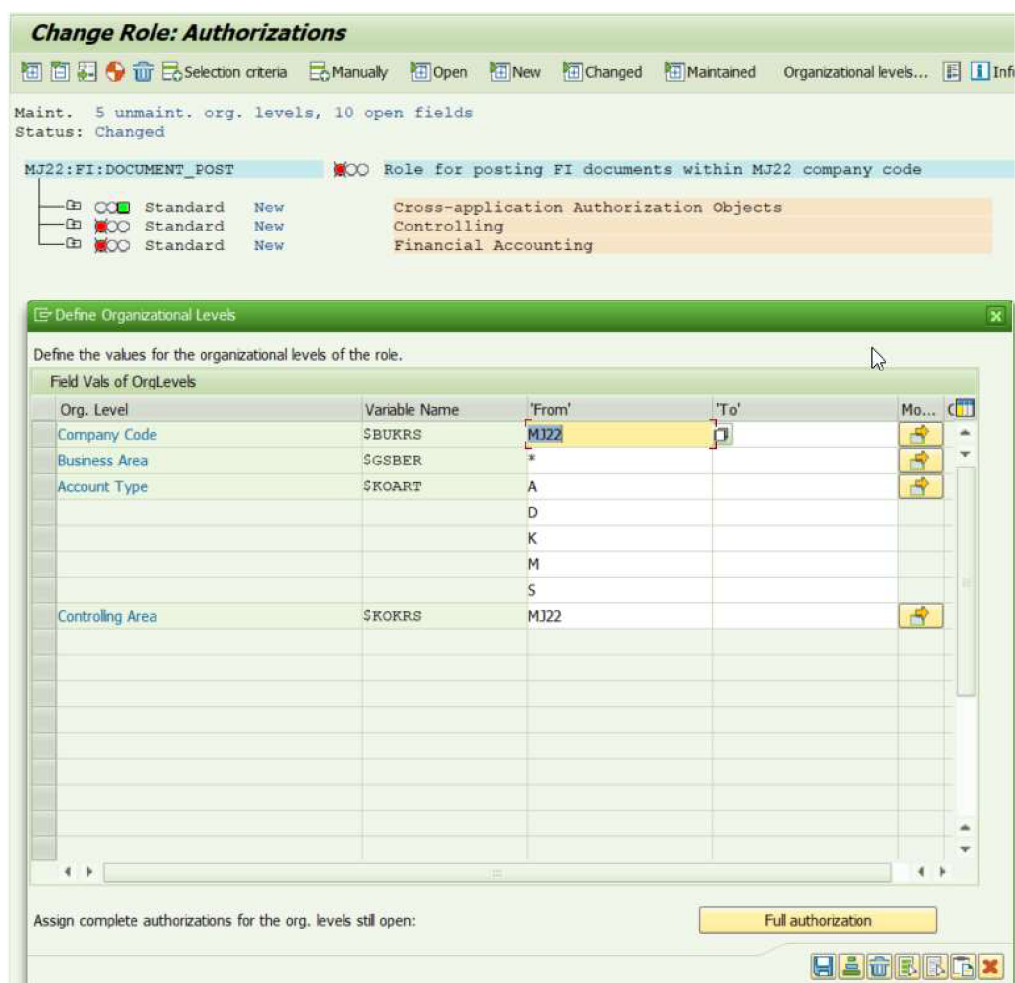 Change Role: Authorizations
Selection criteria Manually Open New Changed Maintained Organizational levels...
Maint. 5 unmaint. org. levels, 10 open fields
Status: Changed
MJ22:FI:DOCUMENT_POST Role for posting FI documents within MJ22 company code
Standard New Cross-application Authorization Objects
Standard New Controlling
Standard New Financial Accounting
Define Organizational Levels
Define the values for the organizational levels of the role.
Field Vals of OrgLevels
Org. Level Variable Name 'From' 'To' Mo...
Company Code $BUKRS MJ22
Business Area $GSBER *
Account Type $KOART A
D
K
M
S
Controlling Area $KOKRS MJ22
Assign complete authorizations for the org. levels still open: Full authorization